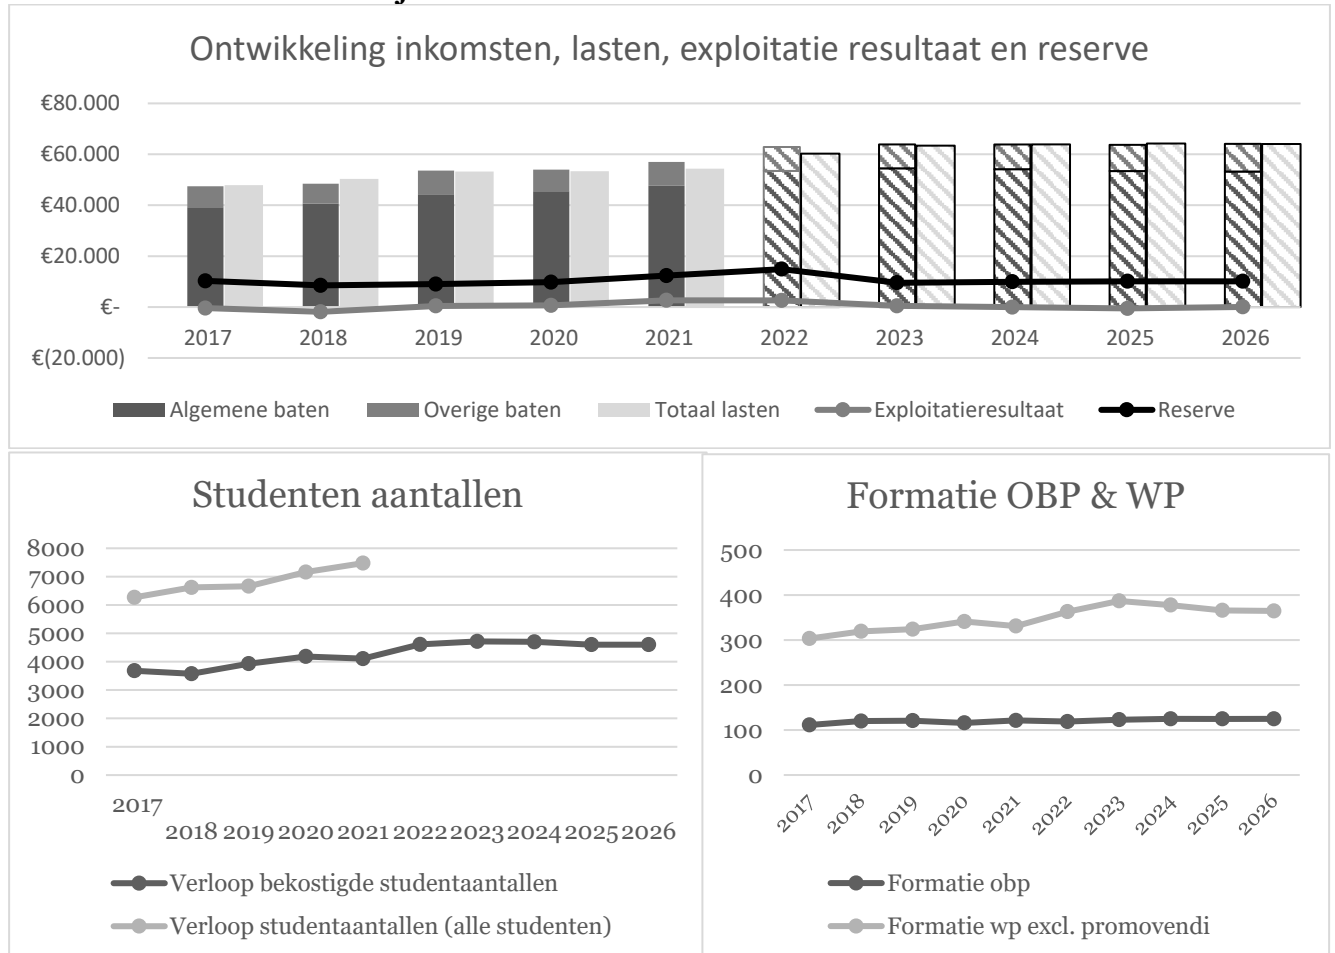 Ontwikkeling inkomsten, lasten, exploitatie resultaat en reserve
€80.000
€60.000
€40.000
€20.000
€-
€(20.000)
2017 2018 2019 2020 2021 2022 2023 2024 2025 2026
Algemene baten Overige baten Totaal lasten Exploitatieresultaat Reserve
Studenten aantallen
8000
7000
6000
5000
4000
3000
2000
1000
0
2017
2018 2019 2020 2021 2022 2023 2024 2025 2026
Verloop bekostigde studentaantallen
Verloop studentaantallen (alle studenten)
Formatie OBP & WP
500
400
300
200
100
0
2017 2018 2019 2020 2021 2022 2023 2024 2025 2026
Formatie obp
Formatie wp excl. promovendi